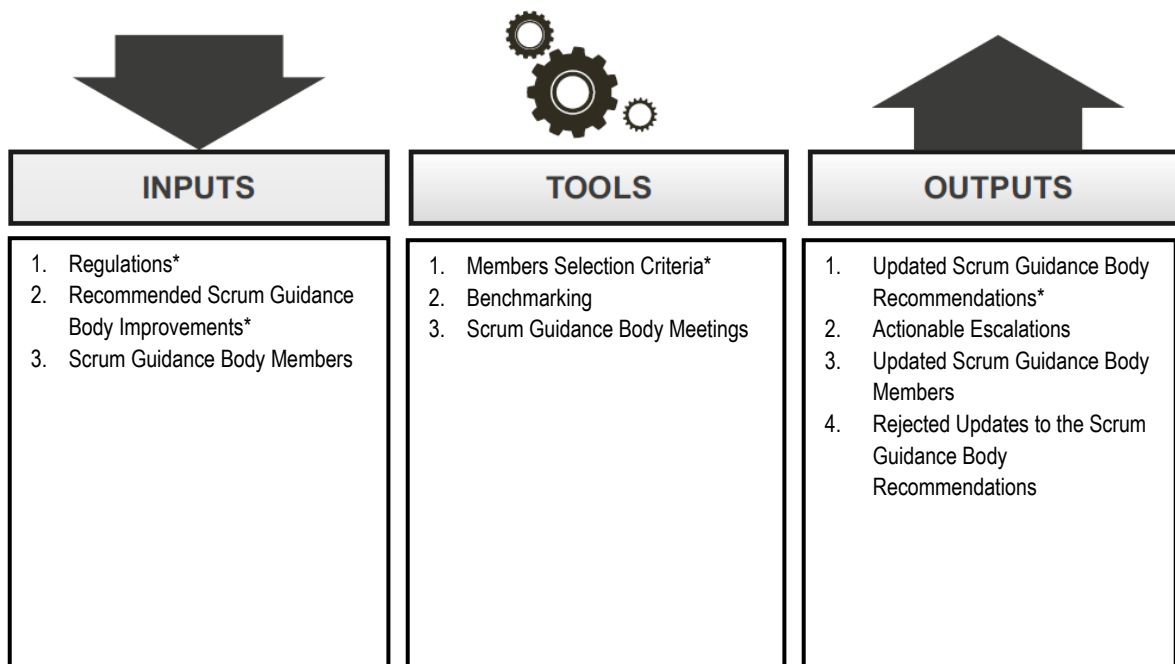 INPUTS
1. Regulations*
2. Recommended Scrum Guidance
Body Improvements*
3. Scrum Guidance Body Members
TOOLS
1. Members Selection Criteria*
2. Benchmarking
3. Scrum Guidance Body Meetings
OUTPUTS
1. Updated Scrum Guidance Body
Recommendations*
2. Actionable Escalations
3. Updated Scrum Guidance Body
Members
4. Rejected Updates to the Scrum
Guidance Body
Recommendations